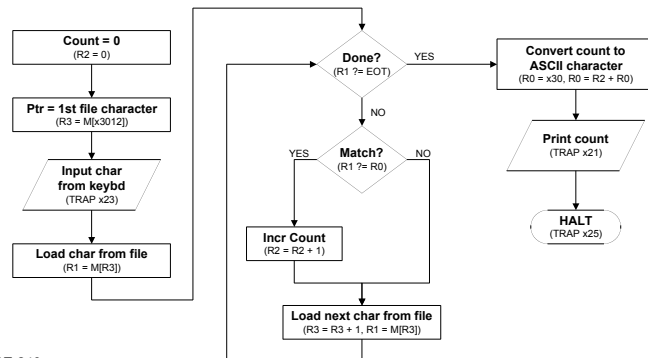 Count = 0
(R2 = 0)
Ptr = 1st file character
(R3 = M[x3012])
Input char
from keybd
(TRAP x23)
Load char from file
(R1 = M[R3])
Done?
(R1 ?= EOT)
YES
NO
Match?
(R1 ?= R0)
YES
NO
Incr Count
(R2 = R2 + 1)
Load next char from file
(R3 = R3 + 1, R1 = M[R3])
Convert count to
ASCII character
(R0 = x30, R0 = R2 + R0)
Print count
(TRAP x21)
HALT
(TRAP x25)